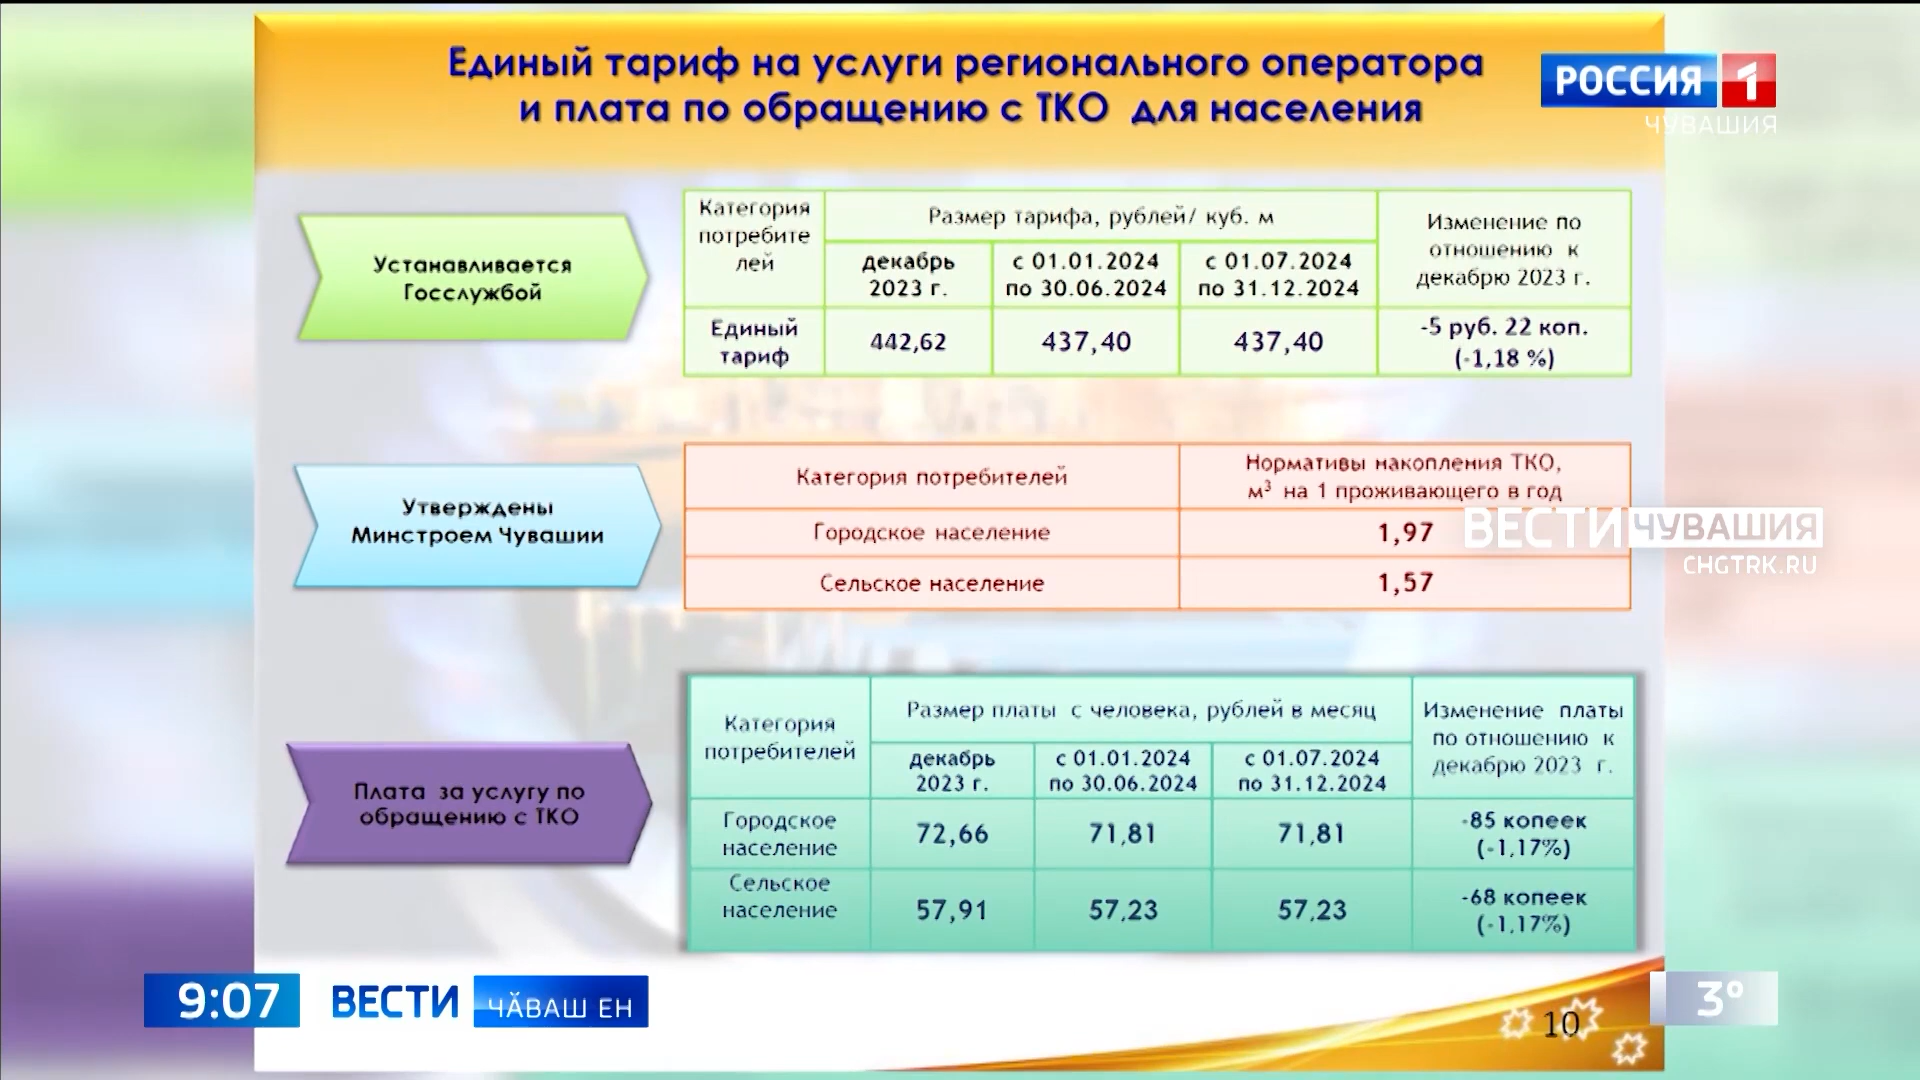 Единый тариф на услуги регионального оператора
и плата по обращению с ТКО для населения
РОССИЯ 1
ЧУВАШИЯ
Устанавливается
Госслужбой
Категория
потребите
лей
Размер тарифа, рублей/ куб. м
Изменение по
отношению к
декабрю 2023 г.
декабрь
2023 г.
с 01.01.2024
по 30.06.2024
с 01.07.2024
по 31.12.2024
Единый
тариф
442,62
437,40
437,40
-5 руб. 22 коп.
(-1,18 %)
Утверждены
Минстроем Чувашии
Категория потребителей
Нормативы накопления ТКО,
м³ на 1 проживающего в год
Городское население
1,97
Сельское население
1,57
ВЕСТИ ЧУВАШИЯ
CHGTRK.RU
Плата за услугу по
обращению с ТКО
Категория
потребителей
Размер платы с человека, рублей в месяц
Изменение платы
по отношению к
декабрю 2023 г.
декабрь
2023 г.
с 01.01.2024
по 30.06.2024
с 01.07.2024
по 31.12.2024
Городское
население
72,66
71,81
71,81
-85 копеек
(-1,17%)
Сельское
население
57,91
57,23
57,23
-68 копеек
(-1,17%)
9:07
ВЕСТИ
ЧӐВАШ ЕН
10
3°